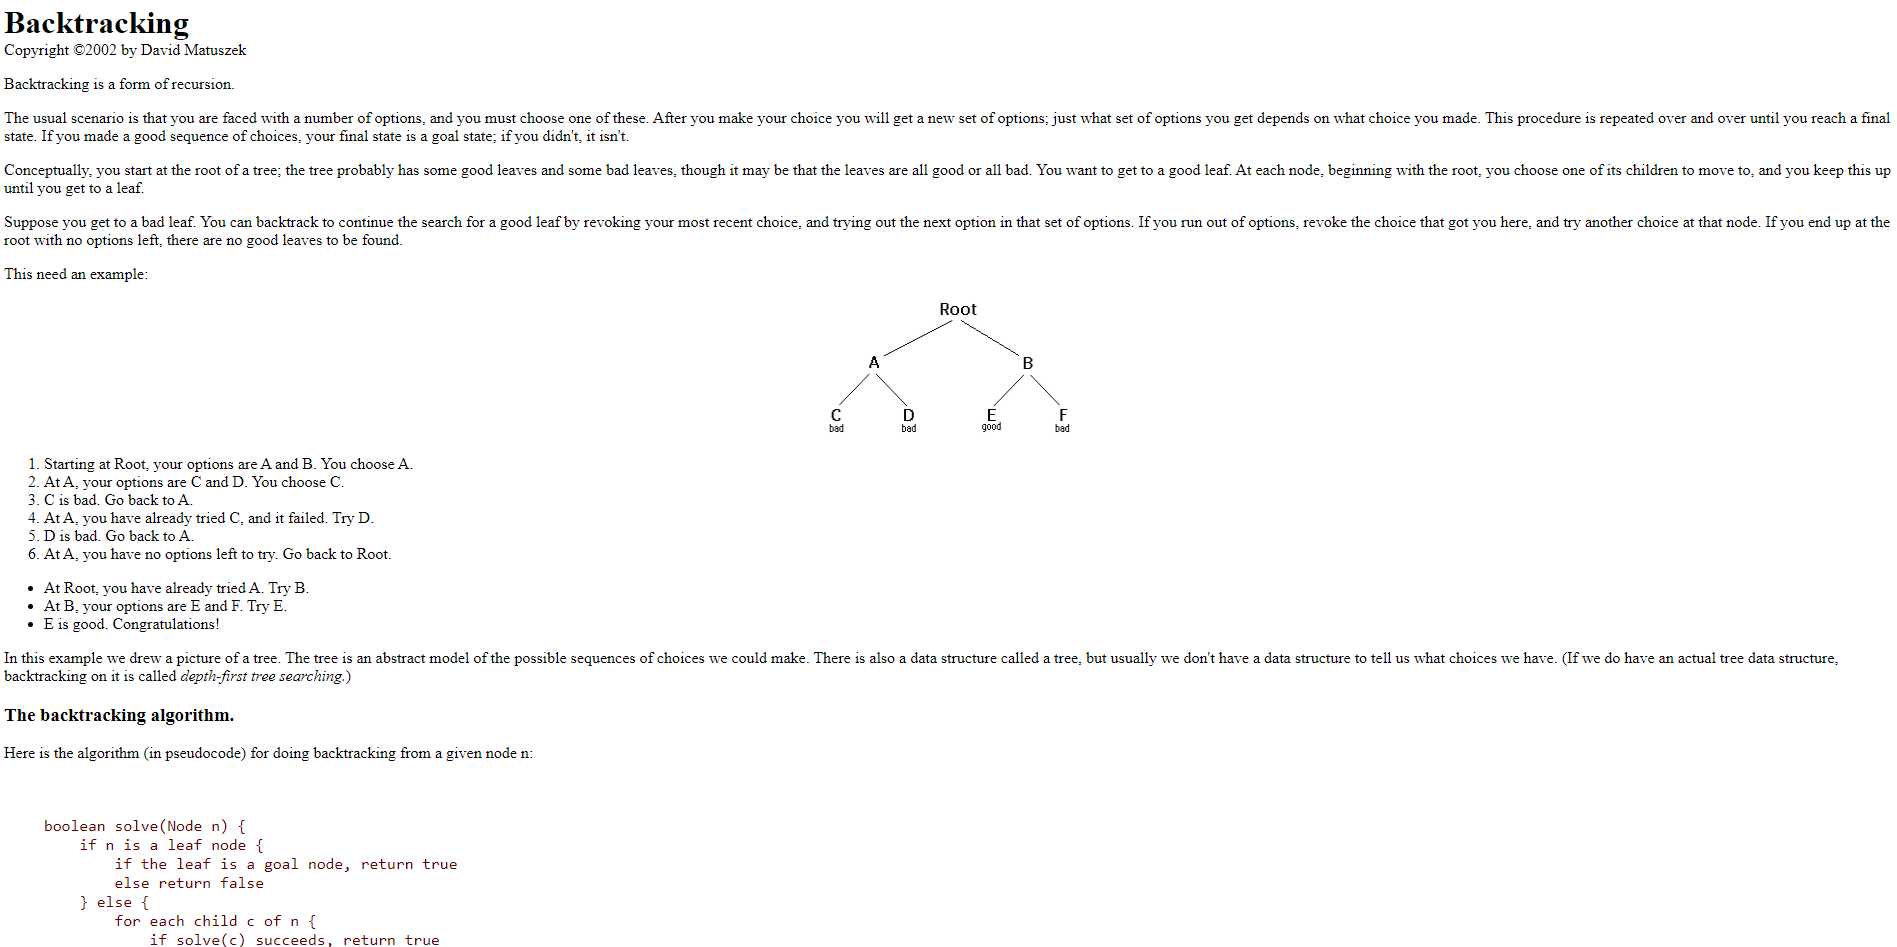 Backtracking
Copyright ©2002 by David Matuszek
Backtracking is a form of recursion.
The usual scenario is that you are faced with a number of options, and you must choose one of these. After you make your choice you will get a new set of options; just what set of options you get depends on what choice you made. This procedure is repeated over and over until you reach a final
state. If you made a good sequence of choices, your final state is a goal state; if you didn't, it isn't.
Conceptually, you start at the root of a tree; the tree probably has some good leaves and some bad leaves, though it may be that the leaves are all good or all bad. You want to get to a good leaf. At each node, beginning with the root, you choose one of its children to move to, and you keep this up
until you get to a leaf.
Suppose you get to a bad leaf. You can backtrack to continue the search for a good leaf by revoking your most recent choice, and trying out the next option in that set of options. If you run out of options, revoke the choice that got you here, and try another choice at that node. If you end up at the
root with no options left, there are no good leaves to be found.
This need an example:
Root
A B
C D E F
bad bad good bad
1. Starting at Root, your options are A and B. You choose A.
2. At A, your options are C and D. You choose C.
3. C is bad. Go back to A.
4. At A, you have already tried C, and it failed. Try D.
5. D is bad. Go back to A.
6. At A, you have no options left to try. Go back to Root.
• At Root, you have already tried A. Try B.
• At B, your options are E and F. Try E.
• E is good. Congratulations!
In this example we drew a picture of a tree. The tree is an abstract model of the possible sequences of choices we could make. There is also a data structure called a tree, but usually we don't have a data structure to tell us what choices we have. (If we do have an actual tree data structure,
backtracking on it is called depth-first tree searching.)
The backtracking algorithm.
Here is the algorithm (in pseudocode) for doing backtracking from a given node n:
boolean solve(Node n) {
if n is a leaf node {
if the leaf is a goal node, return true
else return false
} else {
for each child c of n {
if solve(c) succeeds, return true